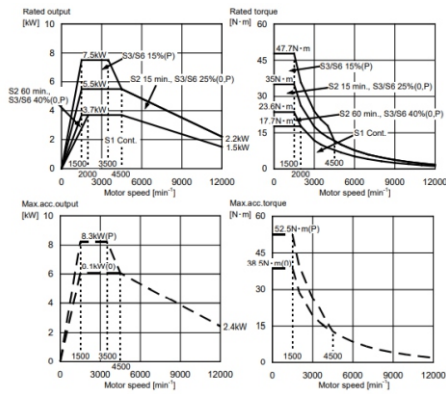 Rated output
[kW]
10
8
6
4
2
0
7.5kW
S3/S6 15%(P)
S2 15 min., S3/S6 25%(0,P)
5.5kW
S2 60 min.,
S3/S6 40%(0,P)
3.7kW
S1 Cont.
2.2kW
1.5kW
1500 3500 4500
2000
0 3000 6000 9000 12000
Motor speed [min⁻¹]
Rated torque
[N・m]
60
45
30
15
0
47.7N・m
S3/S6 15%(P)
35N・m
S2 15 min., S3/S6 25%(0,P)
23.6N・m
S2 60 min., S3/S6 40%(0,P)
17.7N・m
S1 Cont.
1500 4500
2000
0 3000 6000 9000 12000
Motor speed [min⁻¹]
Max.acc.output
[kW]
10
8
6
4
2
0
8.3kW(P)
6.1kW(0)
2.4kW
1500 3500
4500
0 3000 6000 9000 12000
Motor speed [min⁻¹]
Max.acc.torque
[N・m]
60
45
30
15
0
52.5N・m(P)
38.5N・m(0)
1500 4500
0 3000 6000 9000 12000
Motor speed [min⁻¹]